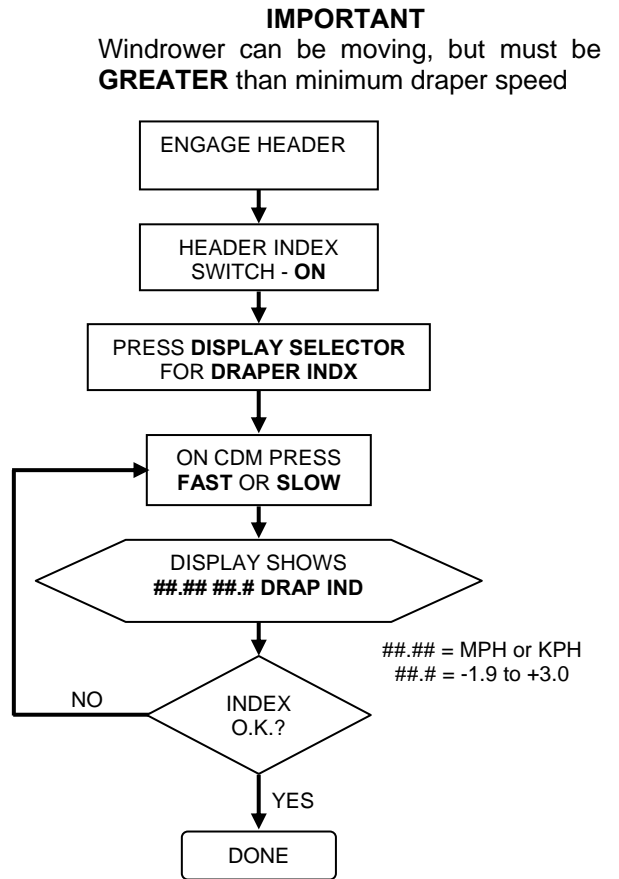 IMPORTANT
Windrower can be moving, but must be
GREATER than minimum draper speed
ENGAGE HEADER
HEADER INDEX
SWITCH - ON
PRESS DISPLAY SELECTOR
FOR DRAPER INDX
ON CDM PRESS
FAST OR SLOW
DISPLAY SHOWS
##.## ##.# DRAP IND
##.## = MPH or KPH
##.# = -1.9 to +3.0
NO
INDEX
O.K.?
YES
DONE